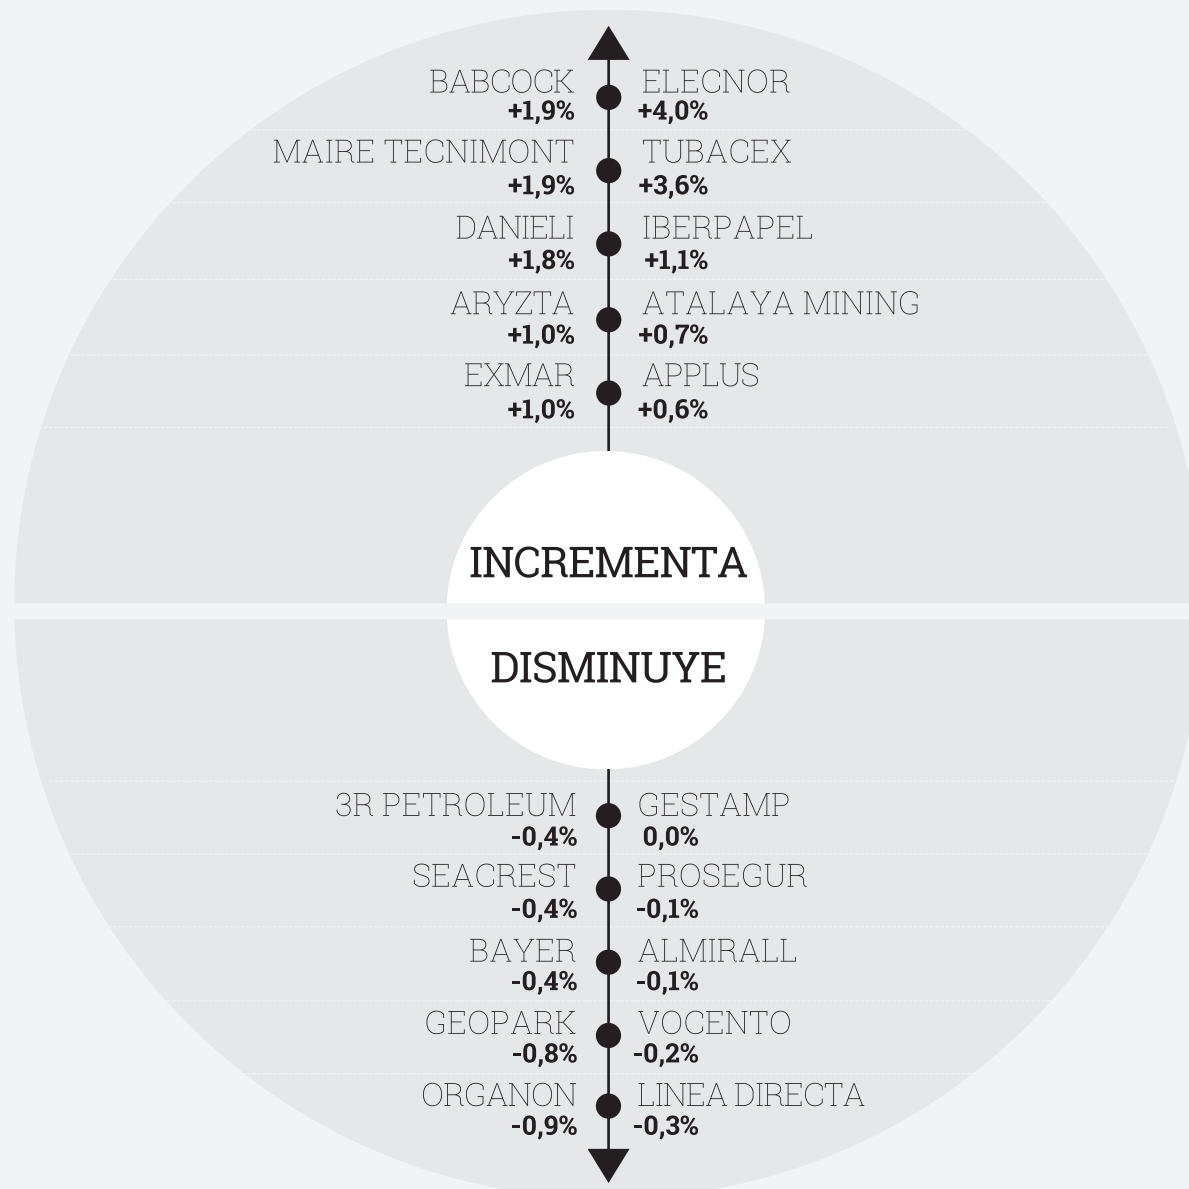 BABCOCK
+1,9%
ELECNOR
+4,0%
MAIRE TECNIMONT
+1,9%
TUBACEX
+3,6%
DANIELI
+1,8%
IBERPAPEL
+1,1%
ARYZTA
+1,0%
ATALAYA MINING
+0,7%
EXMAR
+1,0%
APPLUS
+0,6%
INCREMENTA
DISMINUYE
3R PETROLEUM
-0,4%
GESTAMP
0,0%
SEACREST
-0,4%
PROSEGUR
-0,1%
BAYER
-0,4%
ALMIRALL
-0,1%
GEOPARK
-0,8%
VOCENTO
-0,2%
ORGANON
-0,9%
LINEA DIRECTA
-0,3%